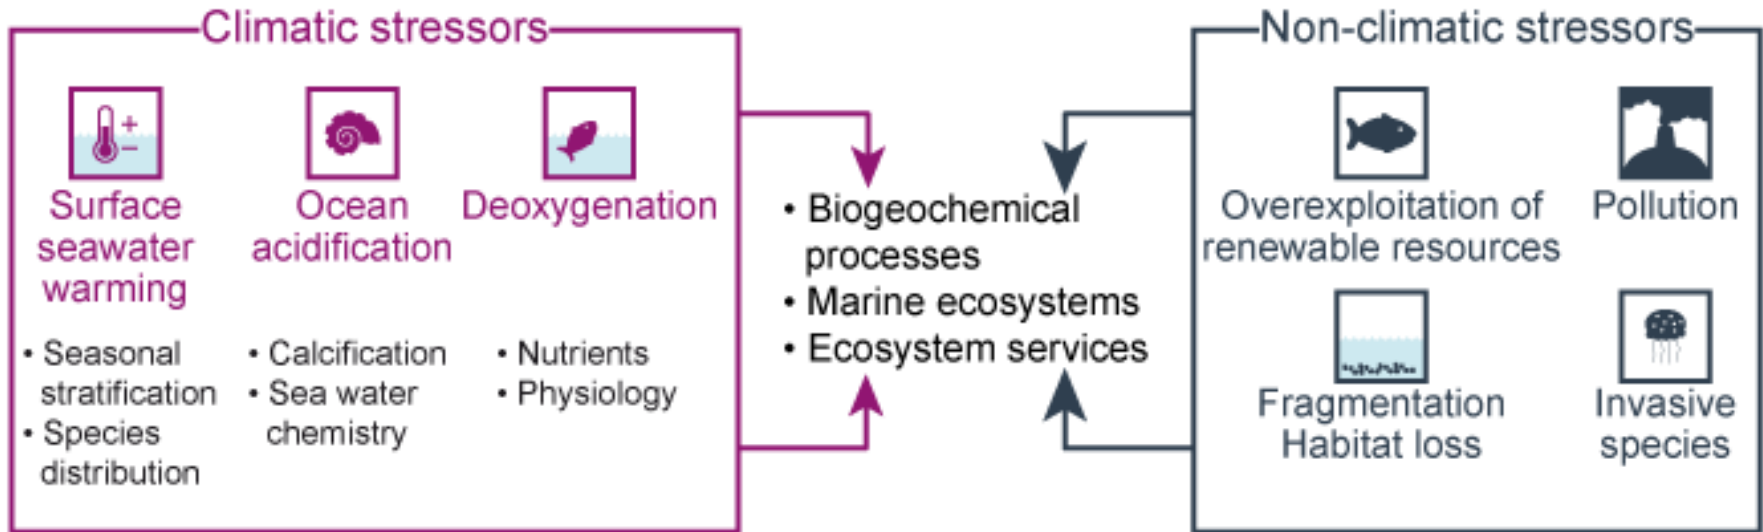 Climatic stressors
Surface
seawater
warming
• Seasonal
stratification
• Species
distribution
Ocean
acidification
• Calcification
• Sea water
chemistry
Deoxygenation
• Nutrients
• Physiology
• Biogeochemical
processes
• Marine ecosystems
• Ecosystem services
Non-climatic stressors
Overexploitation of
renewable resources
Pollution
Fragmentation
Habitat loss
Invasive
species